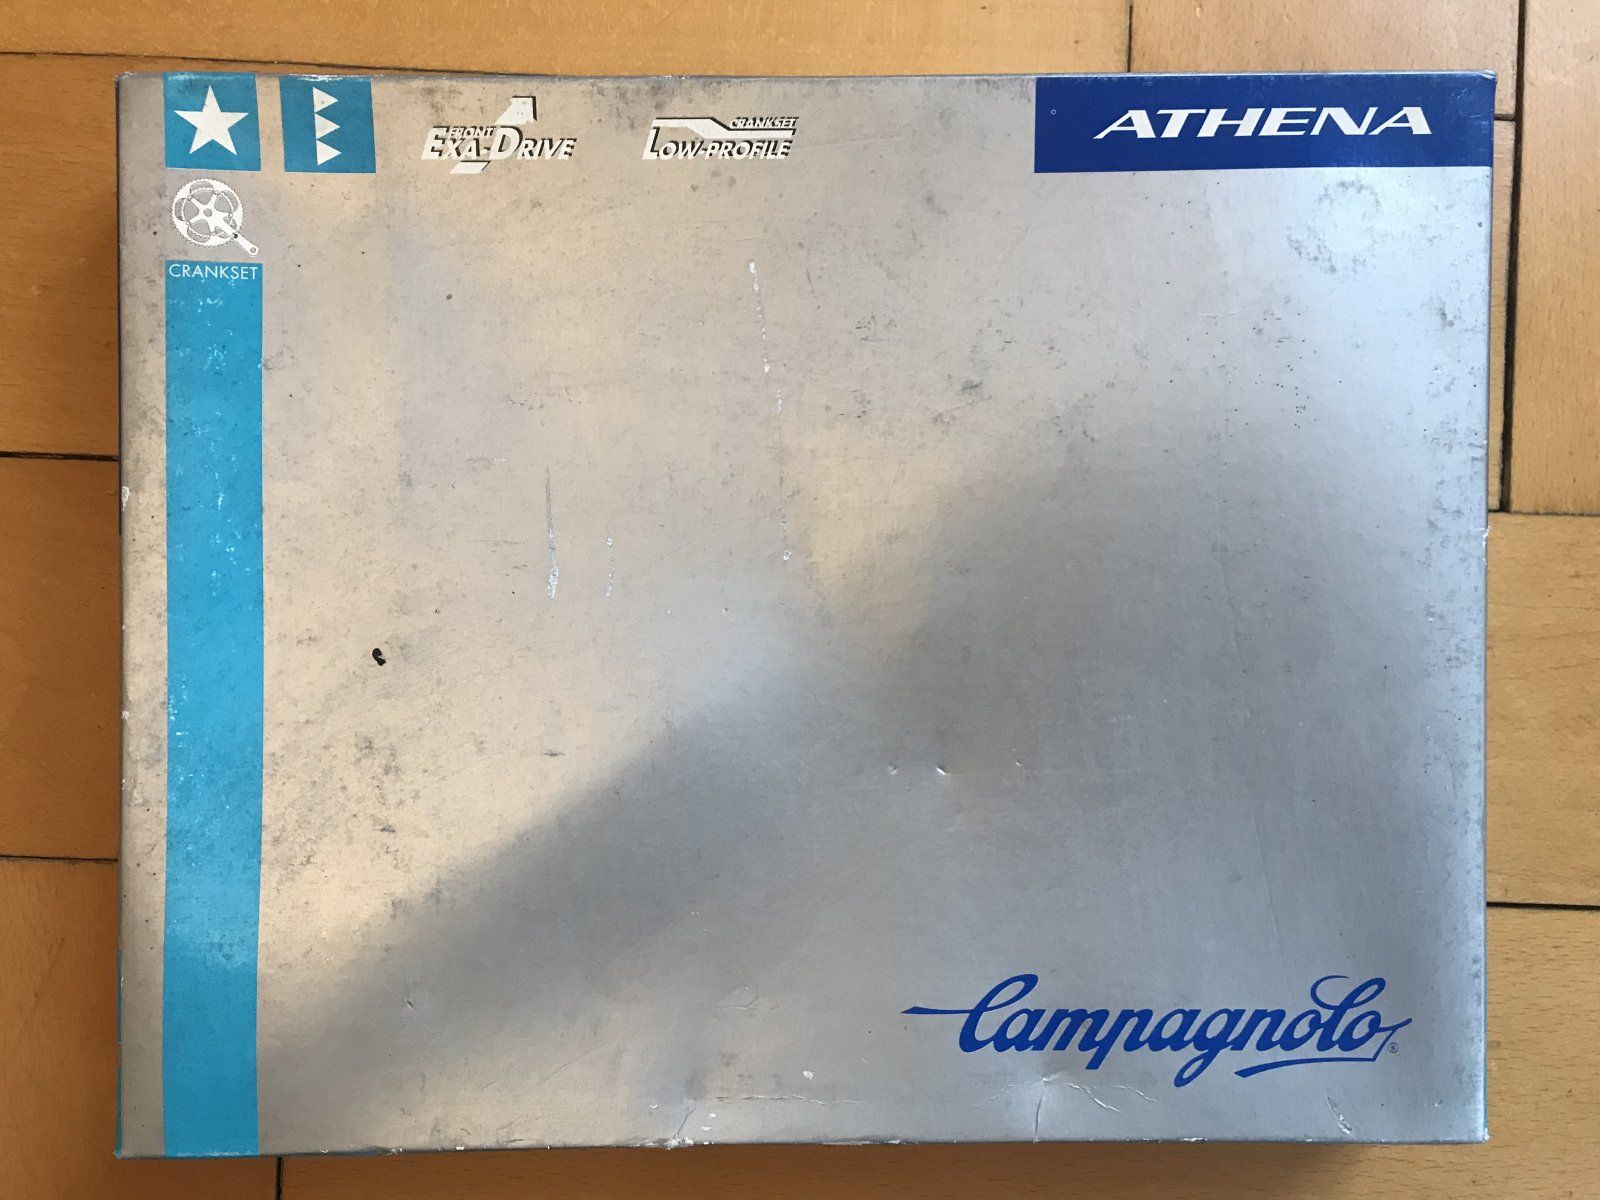 FRONT
EXA-DRIVE
CRANKSET
LOW-PROFILE
ATHENA
CRANKSET
Campagnolo®